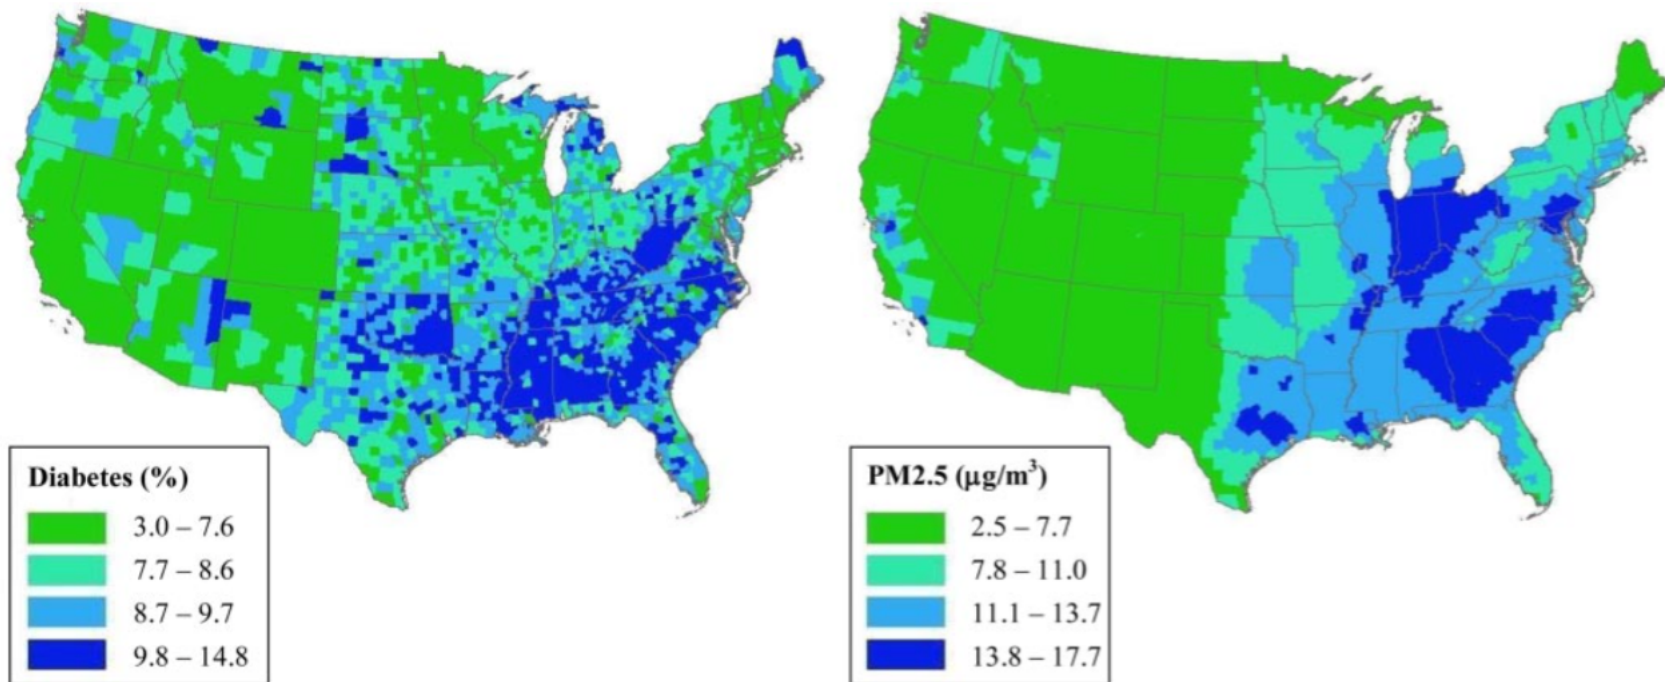 Diabetes (%)
3.0 – 7.6
7.7 – 8.6
8.7 – 9.7
9.8 – 14.8
PM2.5 (μg/m³)
2.5 – 7.7
7.8 – 11.0
11.1 – 13.7
13.8 – 17.7